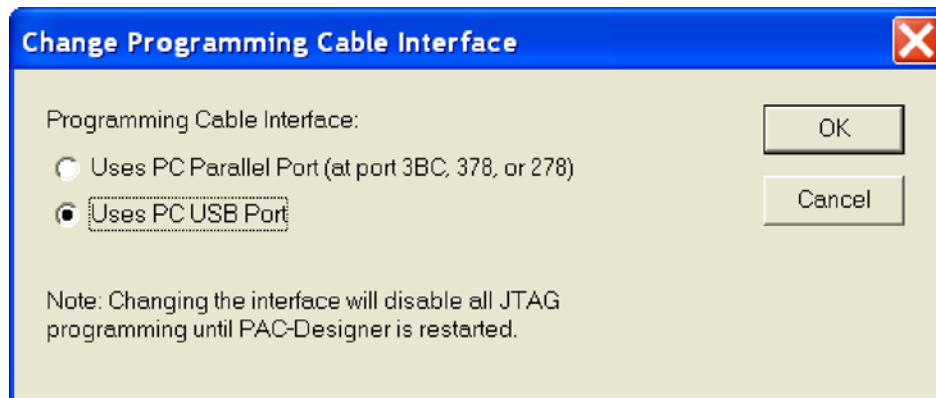 Change Programming Cable Interface
Programming Cable Interface:
OK
Uses PC Parallel Port (at port 3BC, 378, or 278)
Uses PC USB Port
Cancel
Note: Changing the interface will disable all JTAG
programming until PAC-Designer is restarted.